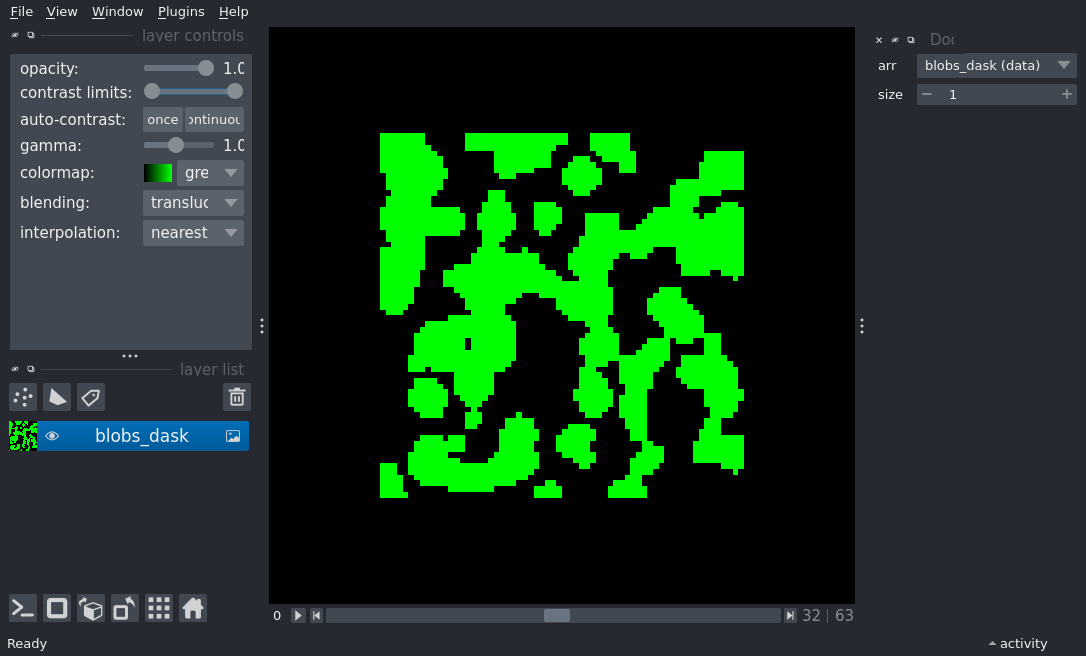 File View Window Plugins Help
layer controls
opacity: 1.0
contrast limits:
auto-contrast: once ontinuou
gamma: 1.0
colormap: gre
blending: transluc
interpolation: nearest
layer list
blobs_dask
Ready
0 32 | 63
Doc
arr blobs_dask (data)
size 1
activity